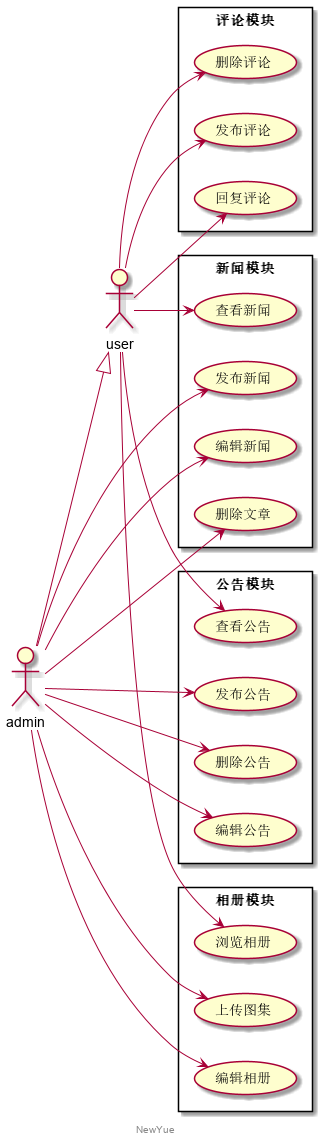 评论模块
删除评论
发布评论
回复评论
user
新闻模块
查看新闻
发布新闻
编辑新闻
删除文章
admin
公告模块
查看公告
发布公告
删除公告
编辑公告
相册模块
浏览相册
上传图集
编辑相册
NewYue